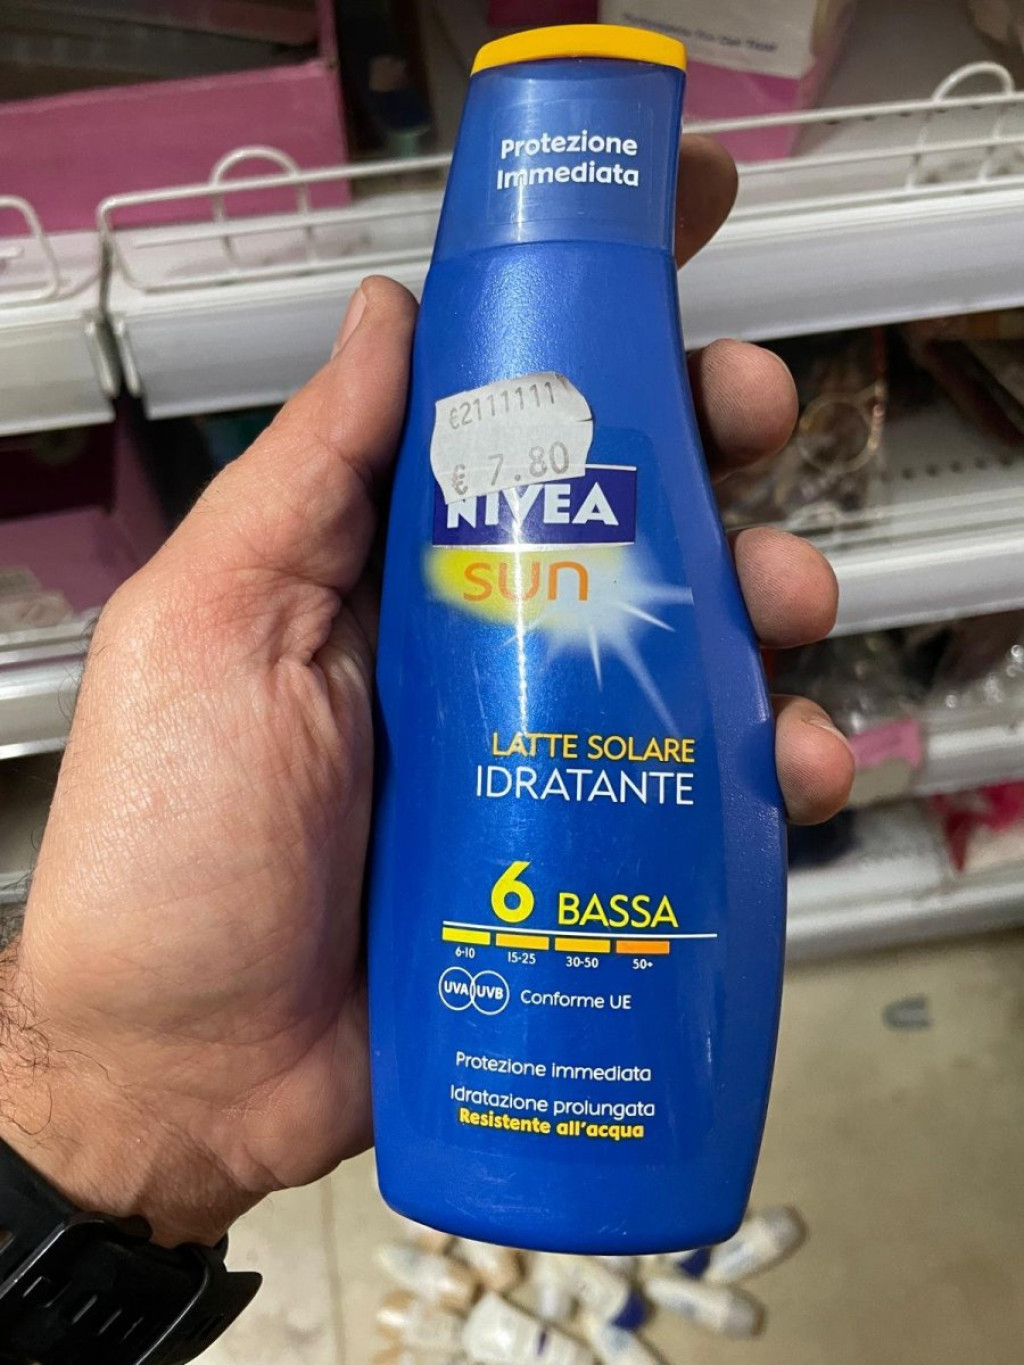 Protezione
Immediata
€2111111
€ 7.80
NIVEA
sun
LATTE SOLARE
IDRATANTE
6 BASSA
6-10 15-25 30-50 50+
UVA UVB Conforme UE
Protezione immediata
Idratazione prolungata
Resistente all'acqua